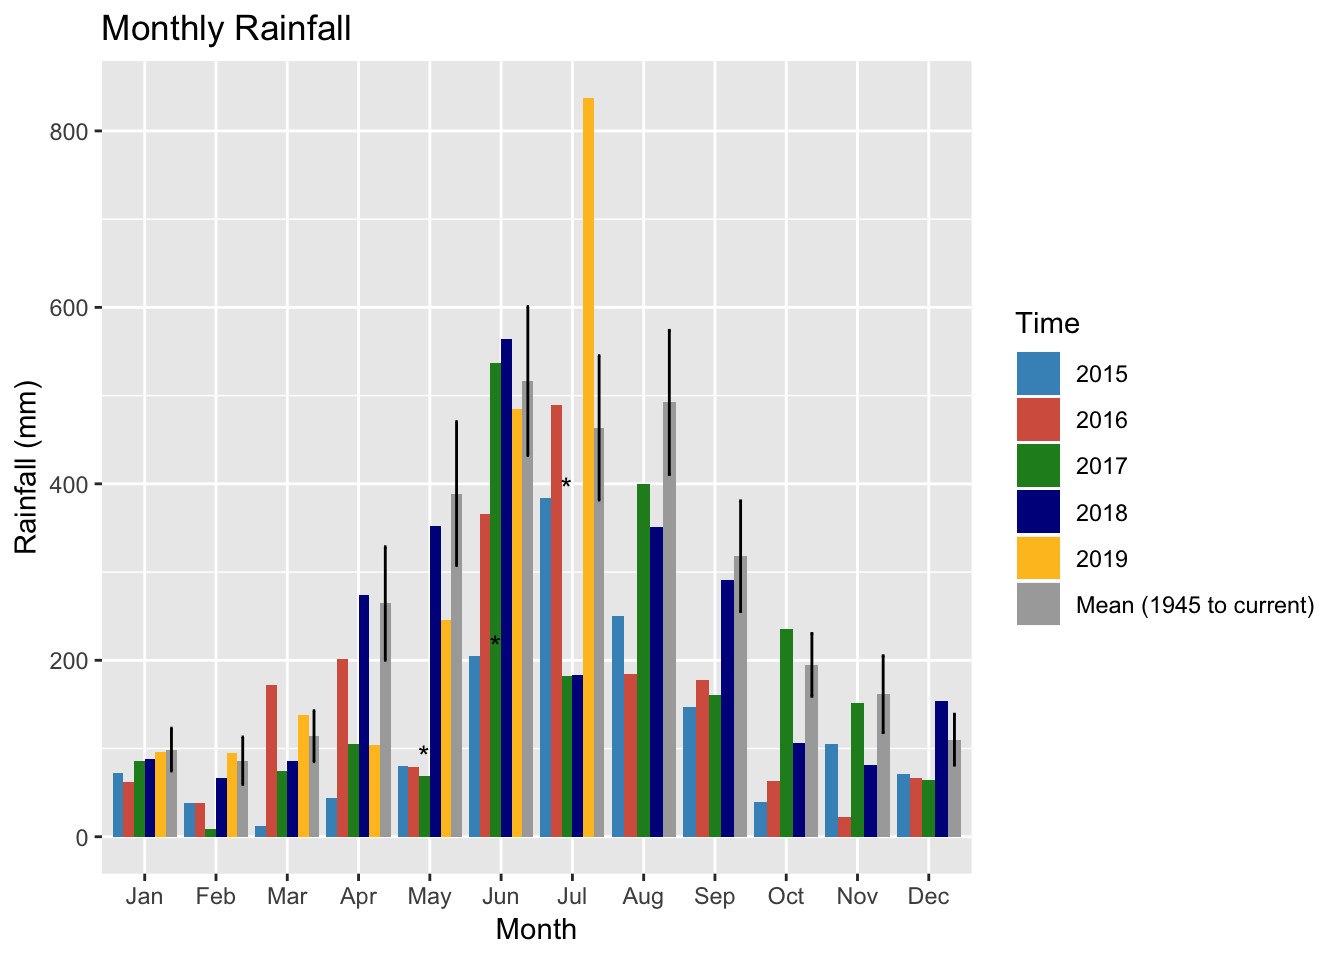 Monthly Rainfall
Rainfall (mm)
800
600
400
200
0
*
*
*
Jan Feb Mar Apr May Jun Jul Aug Sep Oct Nov Dec
Month
Time
2015
2016
2017
2018
2019
Mean (1945 to current)